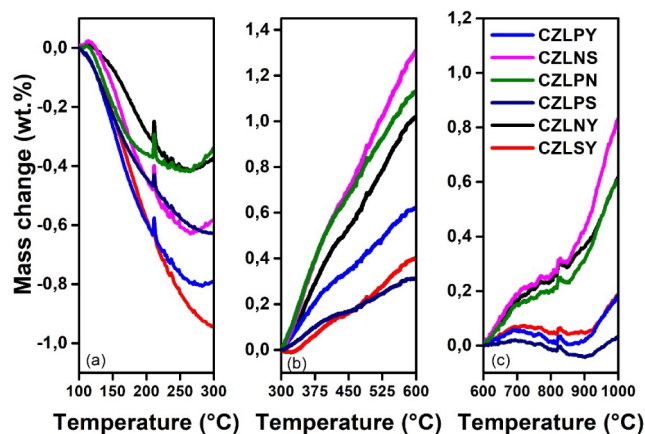 Mass change (wt.%)
0,0
-0,2
-0,4
-0,6
-0,8
-1,0
(a)
100 150 200 250 300
Temperature (°C)
1,4
1,2
1,0
0,8
0,6
0,4
0,2
0,0
(b)
300 375 450 525 600
Temperature (°C)
1,2
1,0
0,8
0,6
0,4
0,2
0,0
CZLPY
CZLNS
CZLPN
CZLPS
CZLNY
CZLSY
(c)
600 700 800 900 1000
Temperature (°C)